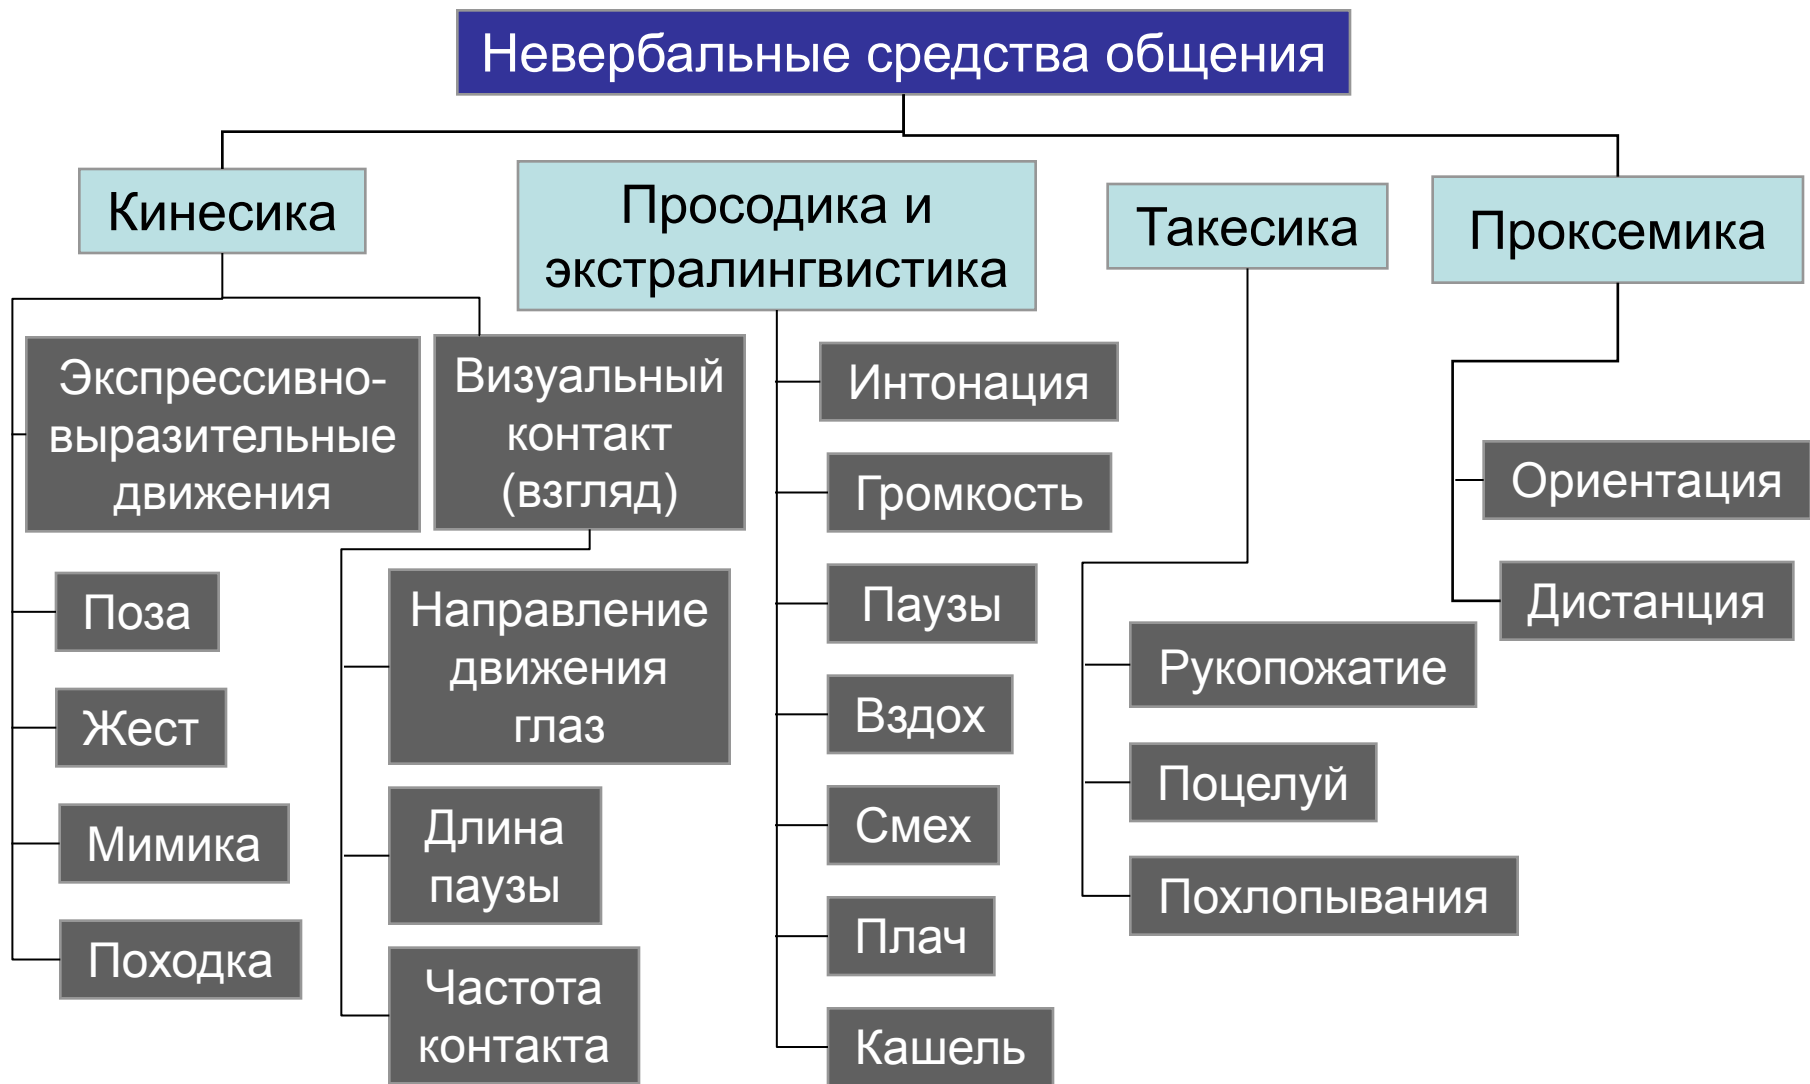 Невербальные средства общения
Кинесика
Просодика и
экстралингвистика
Такесика
Проксемика
Экспрессивно-
выразительные
движения
Поза
Жест
Мимика
Походка
Визуальный
контакт
(взгляд)
Направление
движения
глаз
Длина
паузы
Частота
контакта
Интонация
Громкость
Паузы
Вздох
Смех
Плач
Кашель
Рукопожатие
Поцелуй
Похлопывания
Ориентация
Дистанция